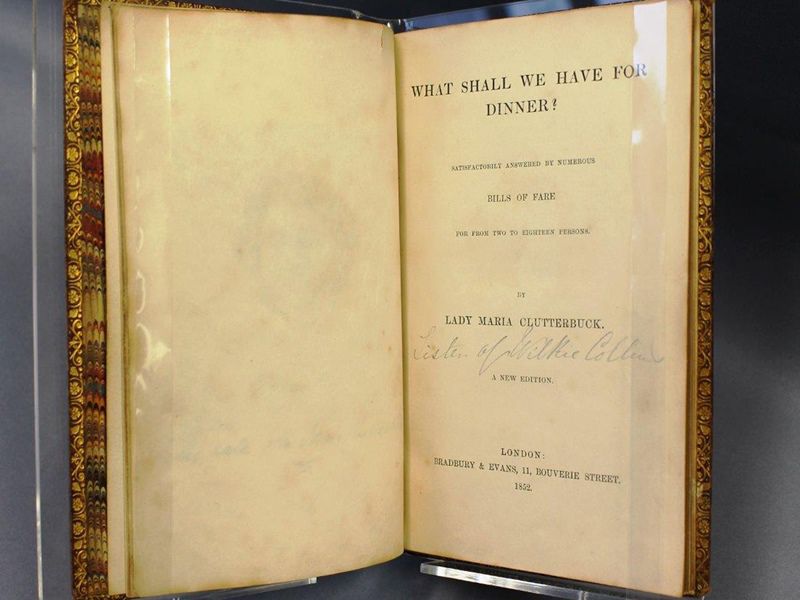 WHAT SHALL WE HAVE FOR
DINNER?
SATISFACTORILY ANSWERED BY NUMEROUS
BILLS OF FARE
FOR FROM TWO TO EIGHTEEN PERSONS.
BY
LADY MARIA CLUTTERBUCK.
Sister of Wilkie Collins
A NEW EDITION.
LONDON:
BRADBURY & EVANS, 11, BOUVERIE STREET.
1852.